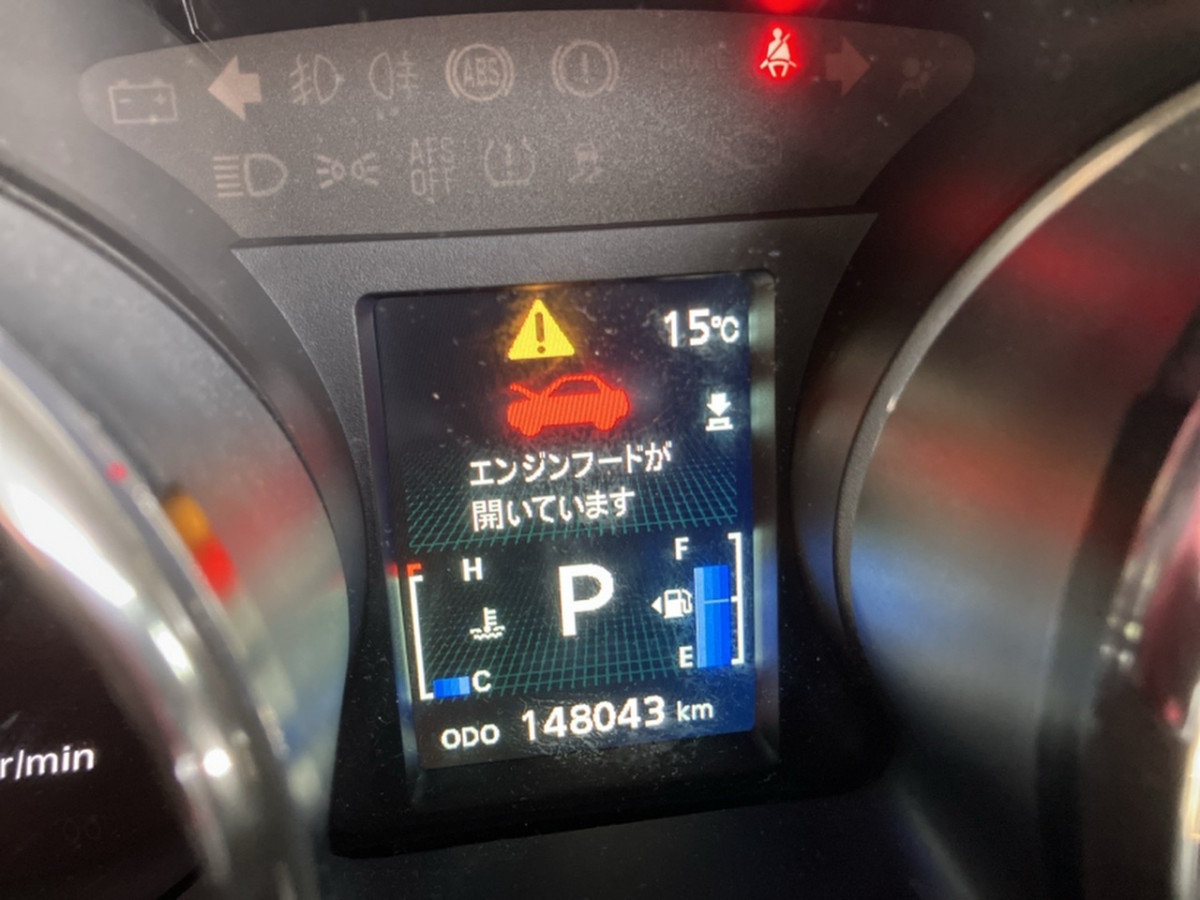 ABS
AFS
OFF
15℃
エンジンフードが
開いています
H
F
P
C
E
ODO 148043 km
r/min